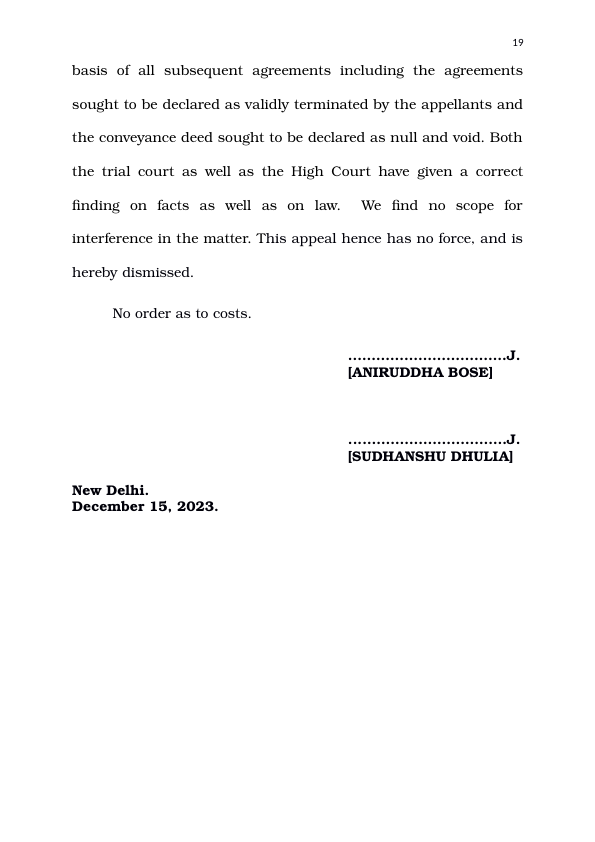 19
basis of all subsequent agreements including the agreements
sought to be declared as validly terminated by the appellants and
the conveyance deed sought to be declared as null and void. Both
the trial court as well as the High Court have given a correct
finding on facts as well as on law.  We find no scope for
interference in the matter. This appeal hence has no force, and is
hereby dismissed.
No order as to costs.
……………………………..J.
[ANIRUDDHA BOSE]
……………………………..J.
[SUDHANSHU DHULIA]
New Delhi.
December 15, 2023.